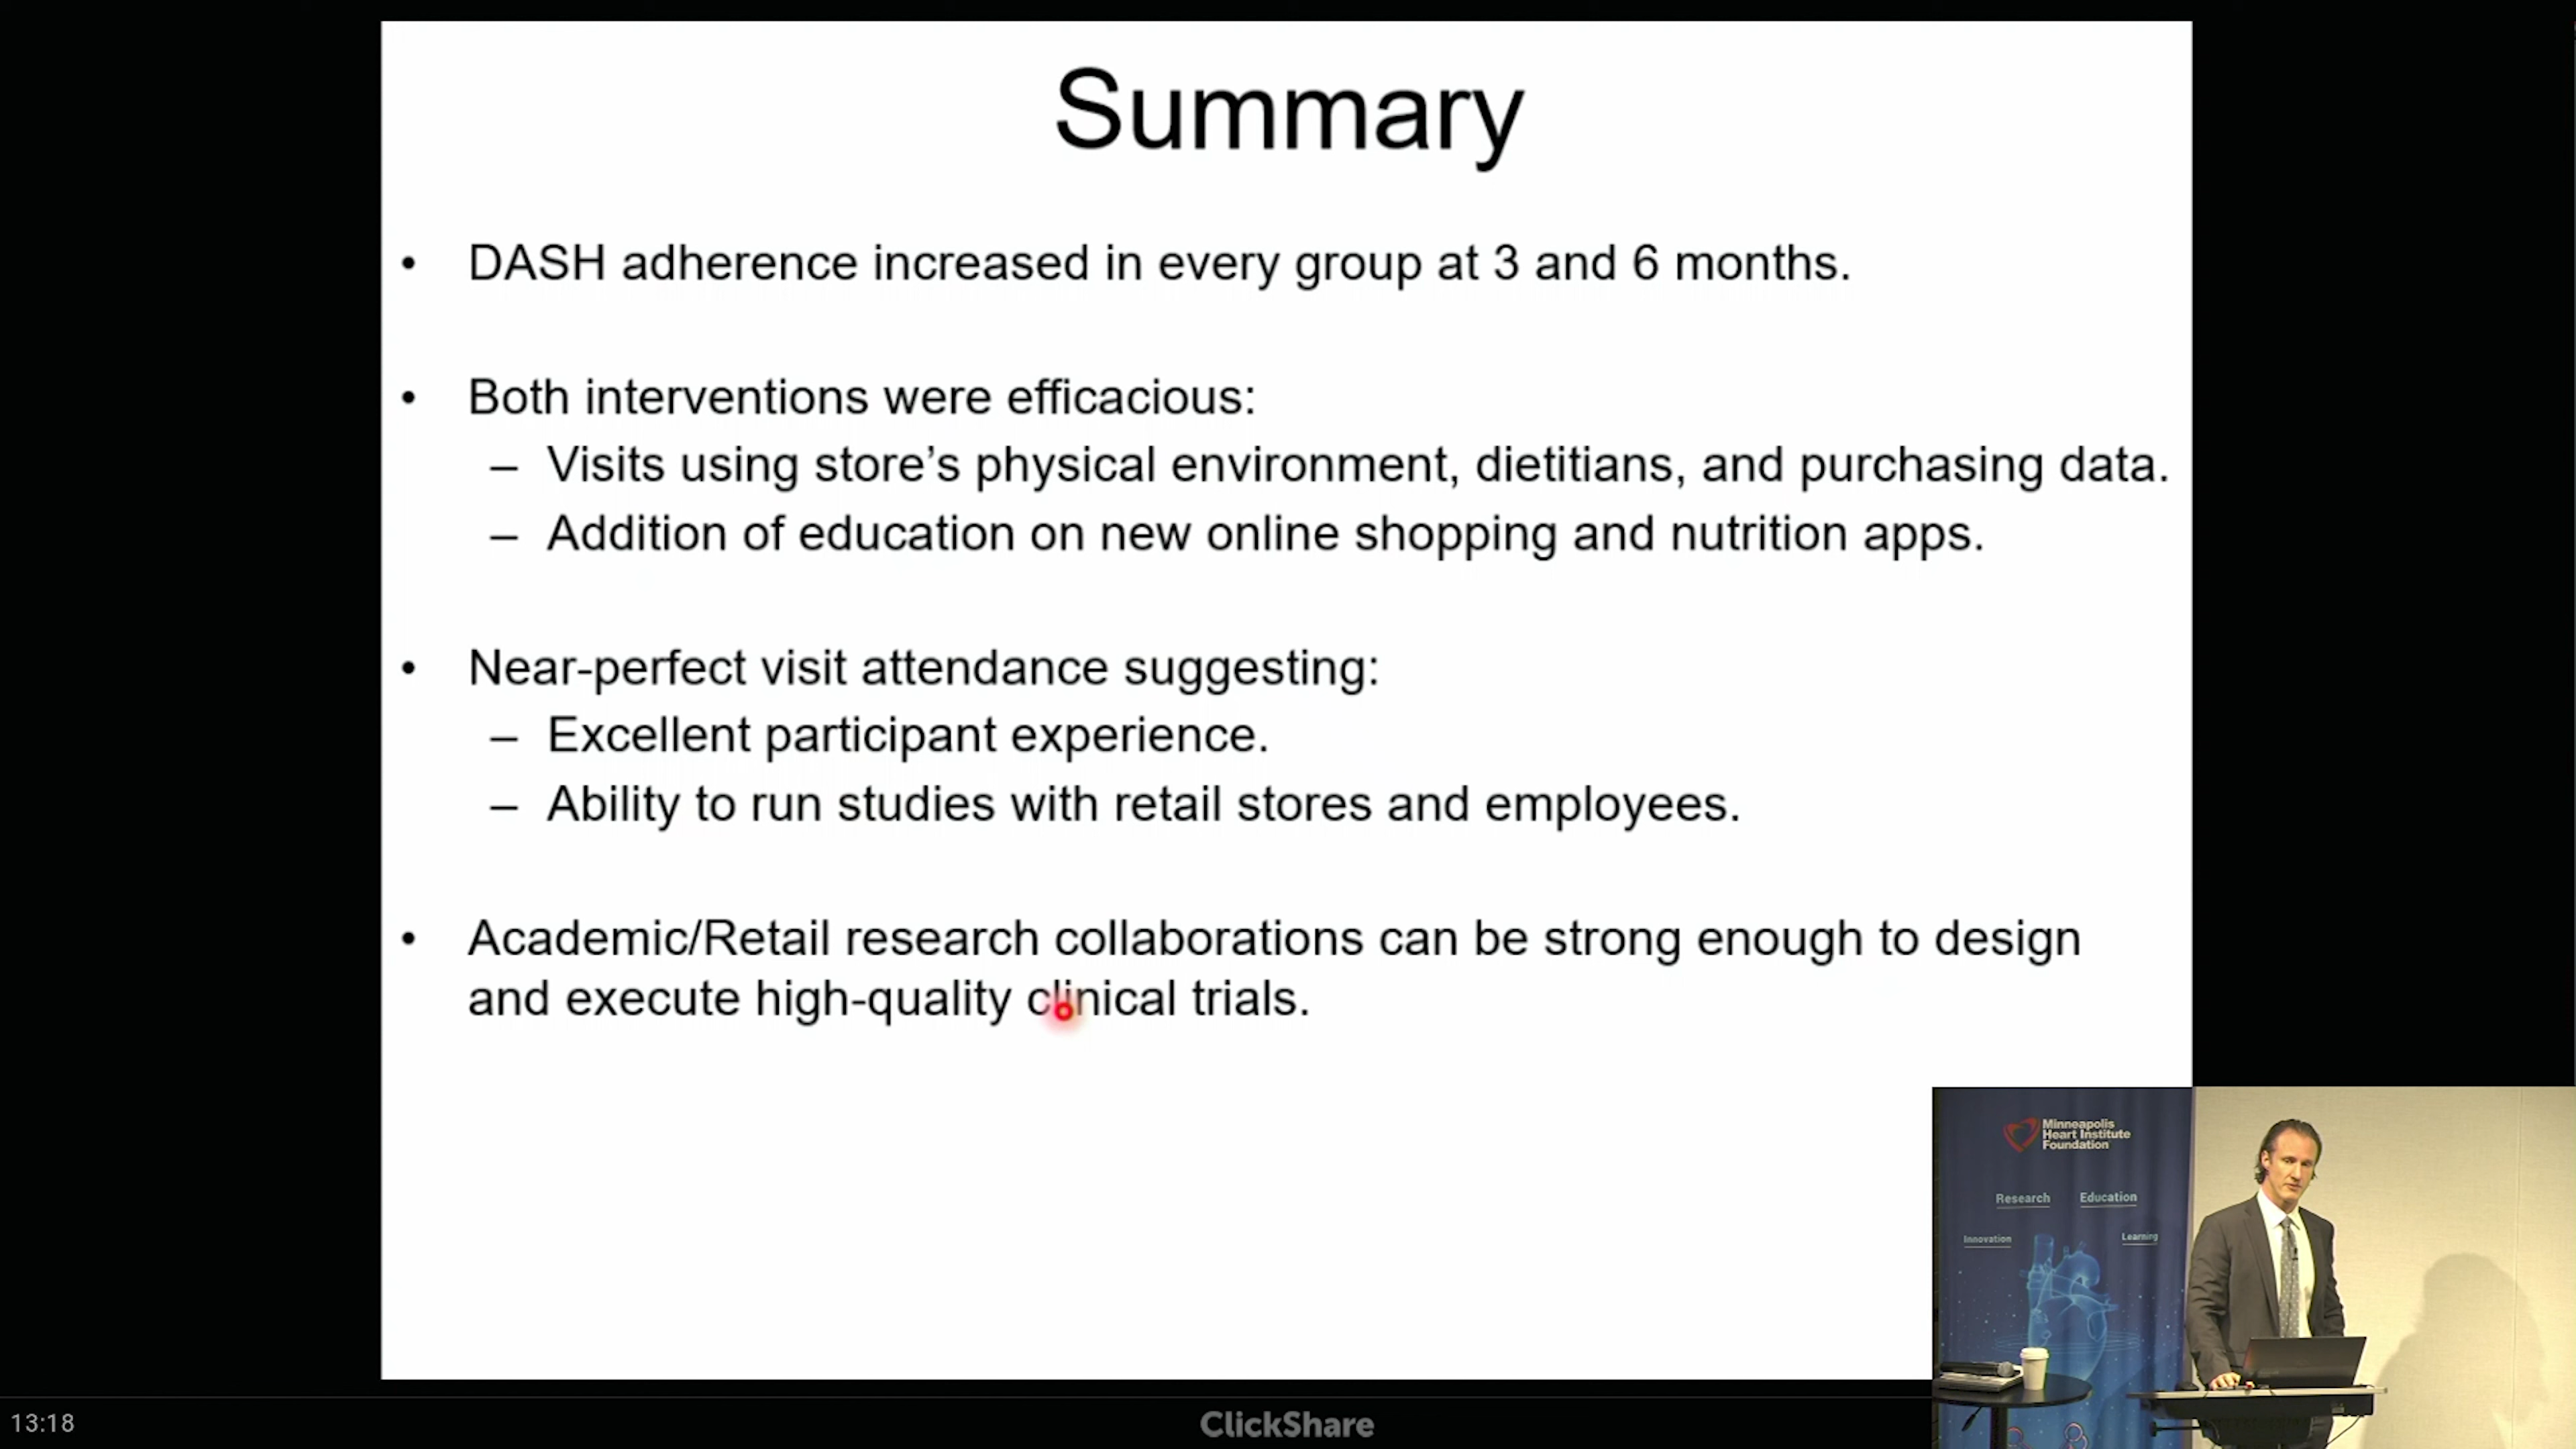 Summary
• DASH adherence increased in every group at 3 and 6 months.
• Both interventions were efficacious:
– Visits using store's physical environment, dietitians, and purchasing data.
– Addition of education on new online shopping and nutrition apps.
• Near-perfect visit attendance suggesting:
– Excellent participant experience.
– Ability to run studies with retail stores and employees.
• Academic/Retail research collaborations can be strong enough to design
and execute high-quality clinical trials.
Minneapolis
Heart Institute
Foundation
Research Education
Innovation Learning
13:18
ClickShare